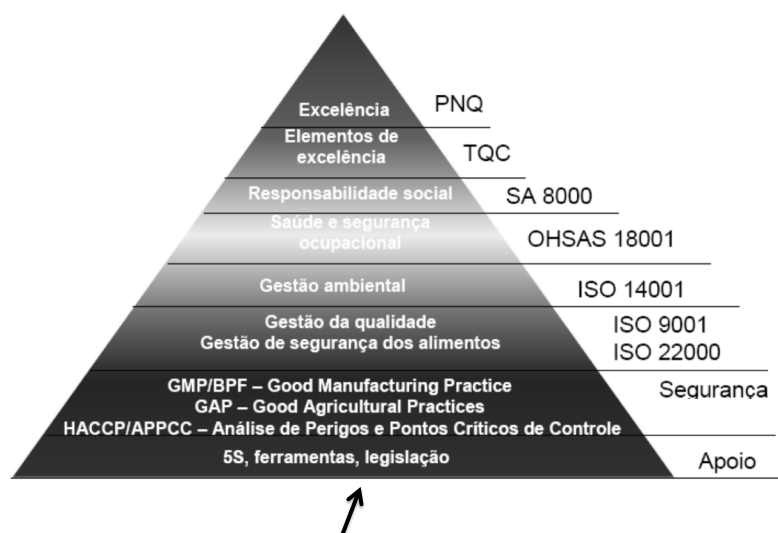 Excelência
PNQ
Elementos de
excelência
TQC
Responsabilidade social
SA 8000
Saúde e segurança
ocupacional
OHSAS 18001
Gestão ambiental
ISO 14001
Gestão da qualidade
Gestão de segurança dos alimentos
ISO 9001
ISO 22000
GMP/BPF – Good Manufacturing Practice
GAP – Good Agricultural Practices
HACCP/APPCC – Análise de Perigos e Pontos Críticos de Controle
Segurança
5S, ferramentas, legislação
Apoio